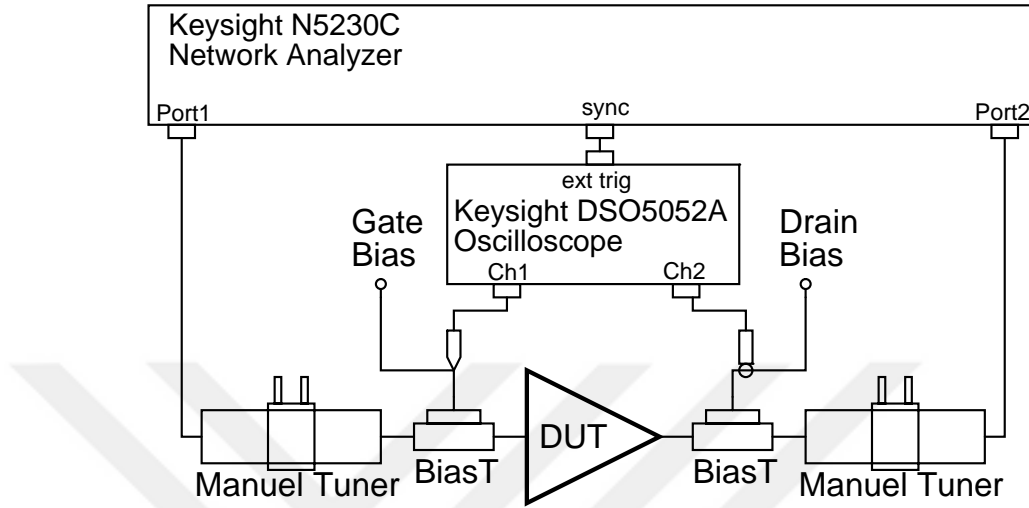 Keysight N5230C
Network Analyzer
Port1
sync
Port2
ext trig
Keysight DSO5052A
Oscilloscope
Gate
Bias
Drain
Bias
Ch1
Ch2
DUT
Manuel Tuner
BiasT
BiasT
Manuel Tuner